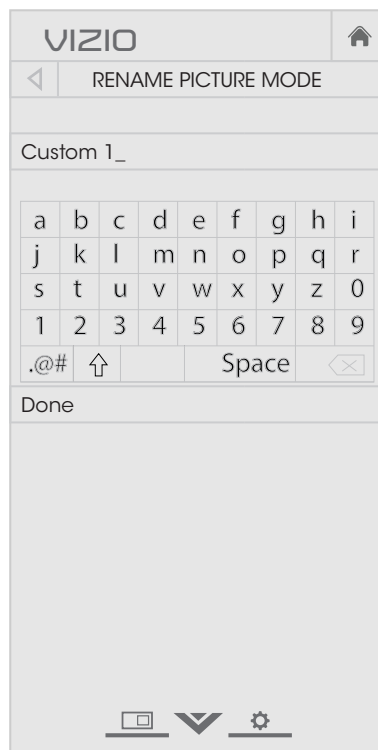 VIZIO
RENAME PICTURE MODE
Custom 1_
a b c d e f g h i
j k l m n o p q r
s t u v w x y z 0
1 2 3 4 5 6 7 8 9
.@# Space
Done